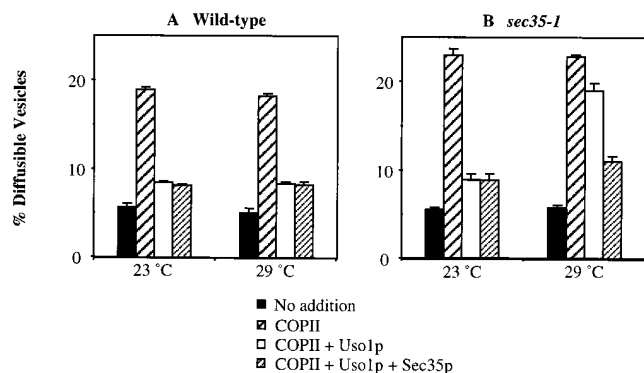 A Wild-type
B sec35-1
% Diffusible Vesicles
20
10
0
23 °C
29 °C
20
10
0
23 °C
29 °C
No addition
COPII
COPII + Uso1p
COPII + Uso1p + Sec35p